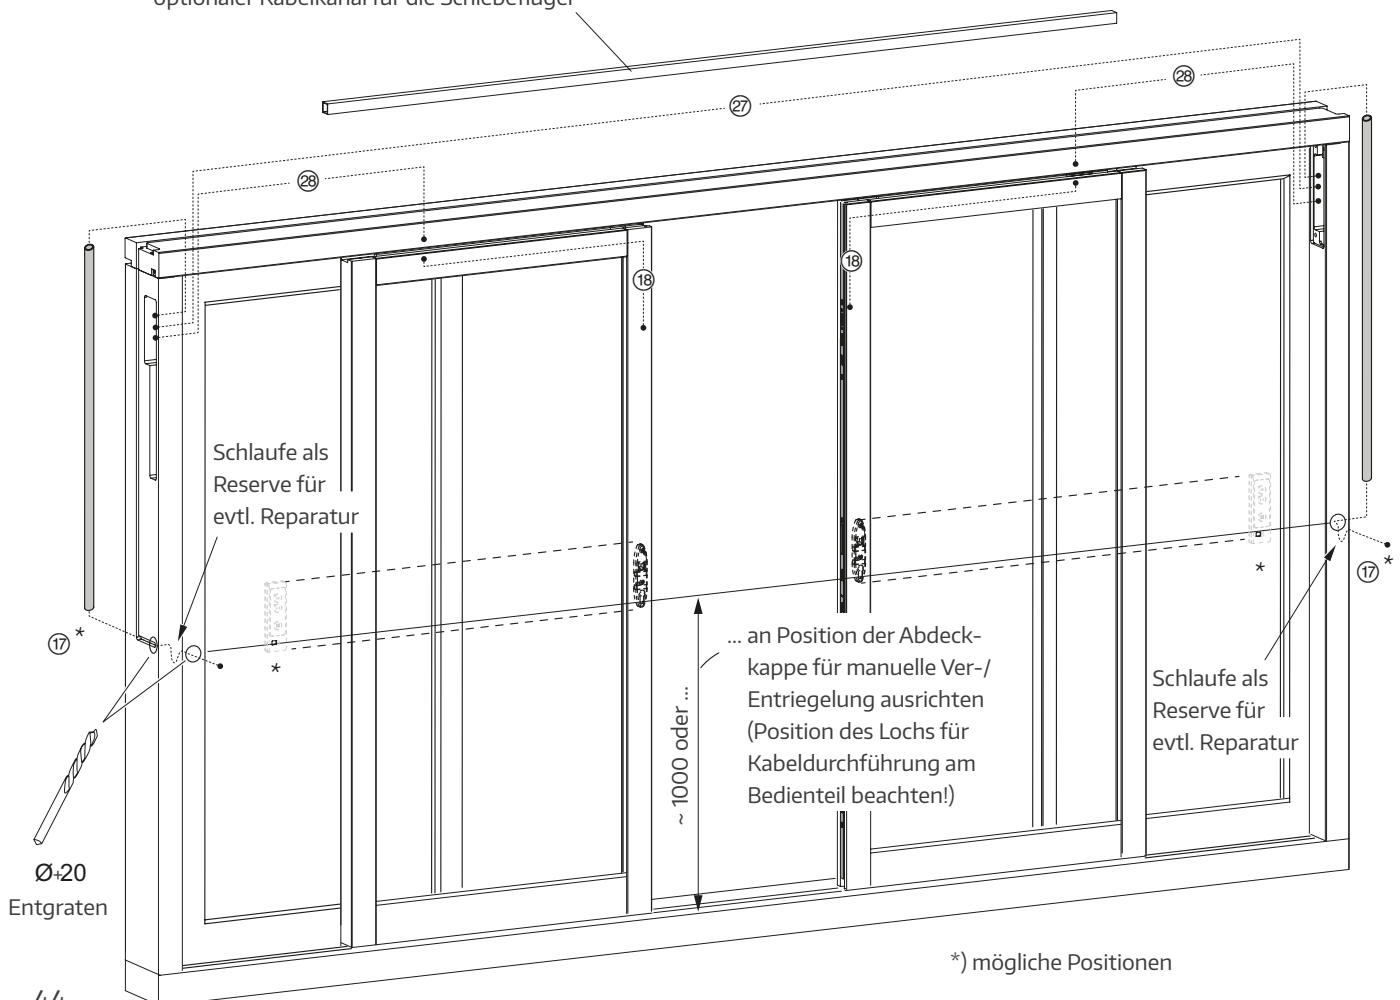 optionaler Kabelkanal für die Schiebeflügel
28
27
28
18
18
Schlaufe als
Reserve für
evtl. Reparatur
17 *
*
*
17
*
... an Position der Abdeck-
kappe für manuelle Ver-/
Entriegelung ausrichten
(Position des Lochs für
Kabeldurchführung am
Bedienteil beachten!)
~ 1000 oder ...
Schlaufe als
Reserve für
evtl. Reparatur
Ø+20
Entgraten
*) mögliche Positionen
44